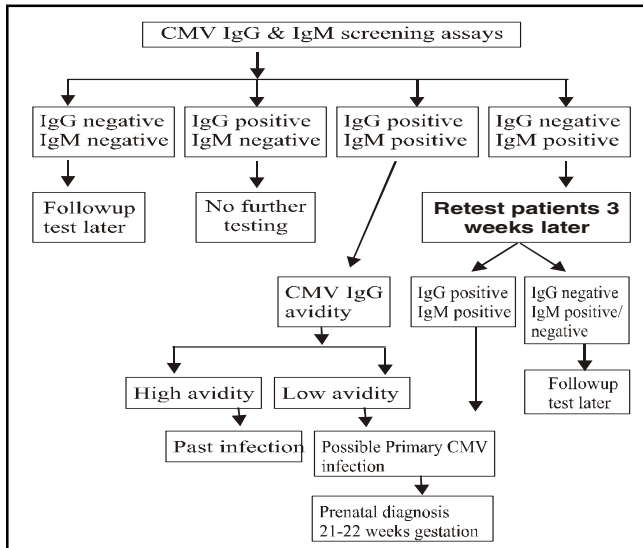 CMV IgG & IgM screening assays
IgG negative
IgM negative
IgG positive
IgM negative
IgG positive
IgM positive
IgG negative
IgM positive
Followup
test later
No further
testing
Retest patients 3
weeks later
CMV IgG
avidity
IgG positive
IgM positive
IgG negative
IgM positive/
negative
High avidity
Low avidity
Followup
test later
Past infection
Possible Primary CMV
infection
Prenatal diagnosis
21-22 weeks gestation